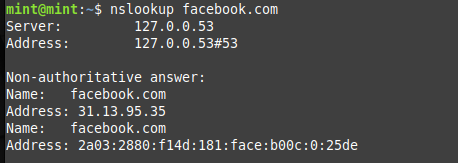 mint@mint:~$ nslookup facebook.com
Server:		127.0.0.53
Address:	127.0.0.53#53

Non-authoritative answer:
Name:	facebook.com
Address: 31.13.95.35
Name:	facebook.com
Address: 2a03:2880:f14d:181:face:b00c:0:25de